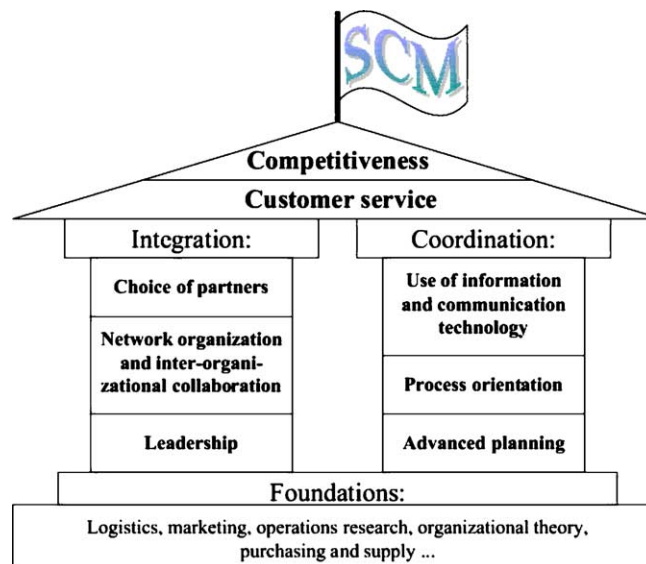 SCM
Competitiveness
Customer service
Integration:
Choice of partners
Network organization
and inter-organi-
zational collaboration
Leadership
Coordination:
Use of information
and communication
technology
Process orientation
Advanced planning
Foundations:
Logistics, marketing, operations research, organizational theory,
purchasing and supply ...